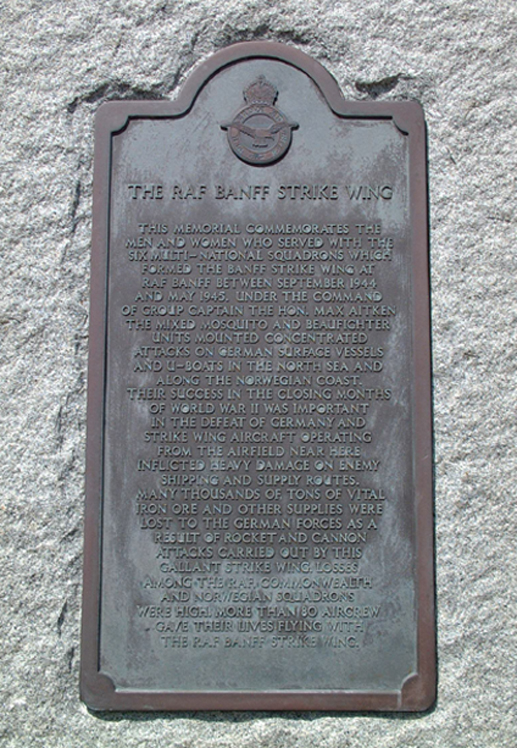 THE RAF BANFF STRIKE WING
THIS MEMORIAL COMMEMORATES THE
MEN AND WOMEN WHO SERVED WITH THE
SIX MULTI-NATIONAL SQUADRONS WHICH
FORMED THE BANFF STRIKE WING AT
RAF BANFF BETWEEN SEPTEMBER 1944
AND MAY 1945. UNDER THE COMMAND
OF GROUP CAPTAIN THE HON. MAX AITKEN
THE MIXED MOSQUITO AND BEAUFIGHTER
UNITS MOUNTED CONCENTRATED
ATTACKS ON GERMAN SURFACE VESSELS
AND U-BOATS IN THE NORTH SEA AND
ALONG THE NORWEGIAN COAST.
THEIR SUCCESS IN THE CLOSING MONTHS
OF WORLD WAR II WAS IMPORTANT
IN THE DEFEAT OF GERMANY AND
STRIKE WING AIRCRAFT OPERATING
FROM THE AIRFIELD NEAR HERE
INFLICTED HEAVY DAMAGE ON ENEMY
SHIPPING AND SUPPLY ROUTES.
MANY THOUSANDS OF TONS OF VITAL
IRON ORE AND OTHER SUPPLIES WERE
LOST TO THE GERMAN FORCES AS A
RESULT OF ROCKET AND CANNON
ATTACKS CARRIED OUT BY THIS
GALLANT STRIKE WING. LOSSES
AMONG THE RAF, COMMONWEALTH
AND NORWEGIAN SQUADRONS
WERE HIGH. MORE THAN 80 AIRCREW
GAVE THEIR LIVES FLYING WITH
THE RAF BANFF STRIKE WING.